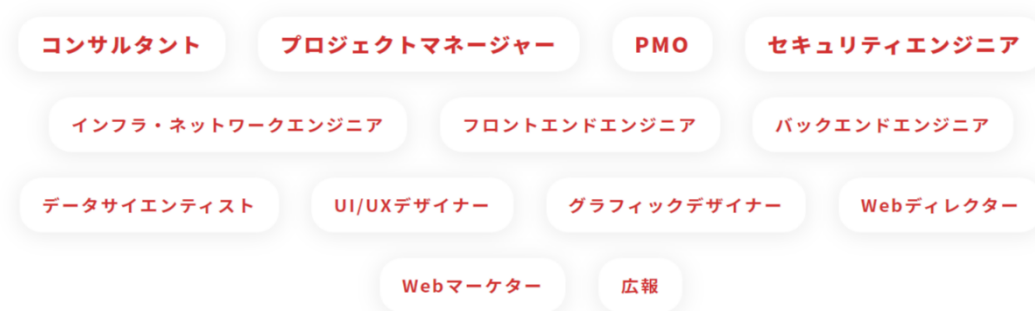 コンサルタント プロジェクトマネージャー PMO セキュリティエンジニア
インフラ・ネットワークエンジニア フロントエンドエンジニア バックエンドエンジニア
データサイエンティスト UI/UXデザイナー グラフィックデザイナー Webディレクター
Webマーケター 広報